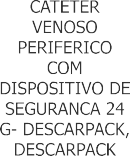 CATETER
VENOSO
PERIFERICO
COM
DISPOSITIVO DE
SEGURANCA 24
G- DESCARPACK,
DESCARPACK